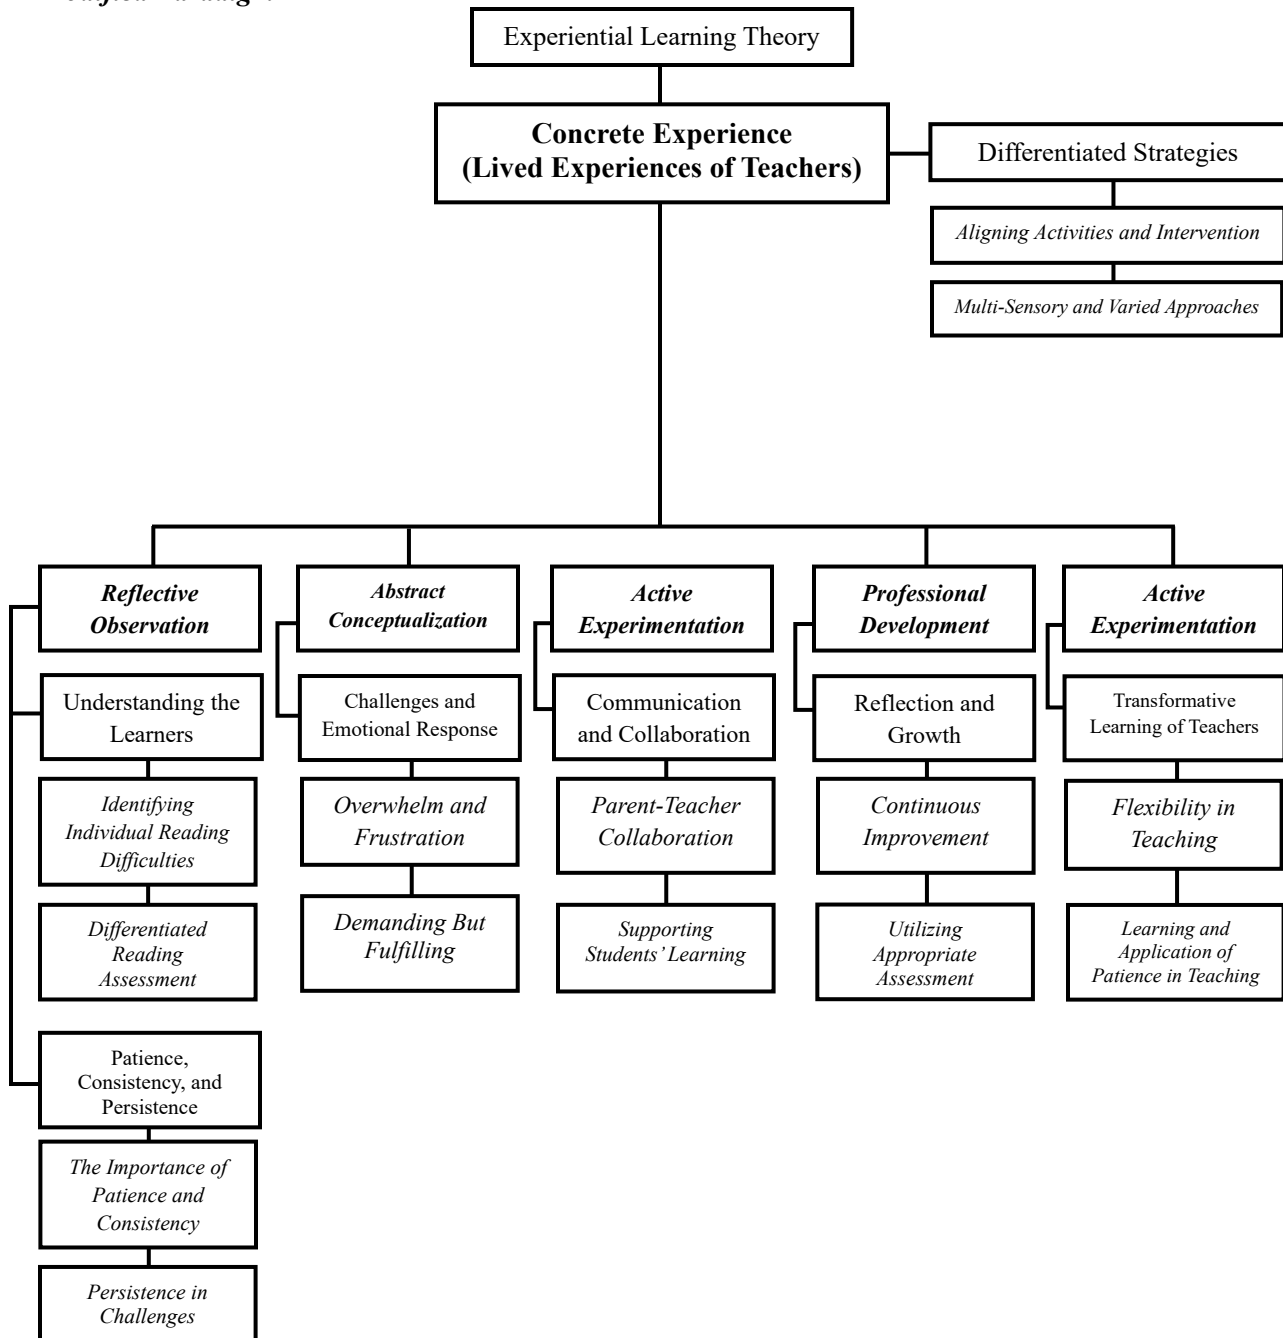 Experiential Learning Theory
Concrete Experience
(Lived Experiences of Teachers)
Differentiated Strategies
Aligning Activities and Intervention
Multi-Sensory and Varied Approaches
Reflective
Observation
Understanding the
Learners
Identifying
Individual Reading
Difficulties
Differentiated
Reading
Assessment
Patience,
Consistency, and
Persistence
The Importance of
Patience and
Consistency
Persistence in
Challenges
Abstract
Conceptualization
Challenges and
Emotional Response
Overwhelm and
Frustration
Demanding But
Fulfilling
Active
Experimentation
Communication
and Collaboration
Parent-Teacher
Collaboration
Supporting
Students’ Learning
Professional
Development
Reflection and
Growth
Continuous
Improvement
Utilizing
Appropriate
Assessment
Active
Experimentation
Transformative
Learning of Teachers
Flexibility in
Teaching
Learning and
Application of
Patience in Teaching